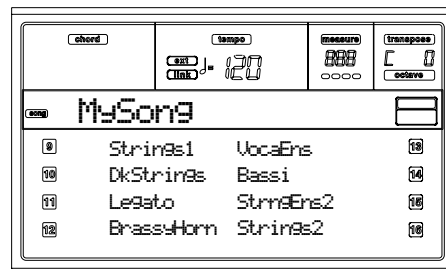 chord tempo measure transpose
ext ♩= 120 888 C 0
link octave
song MySong
9 Strings1 VocaEns 13
10 DkStrings Bassi 14
11 Legato StrngEns2 15
12 BrassyHorn Strings2 16